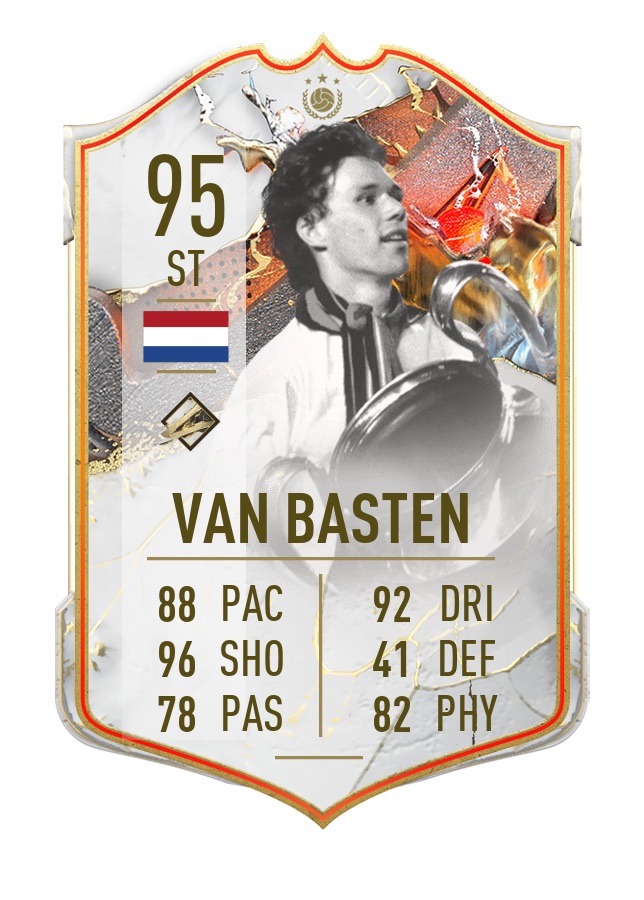 95
ST
VAN BASTEN
88 PAC 92 DRI
96 SHO 41 DEF
78 PAS 82 PHY